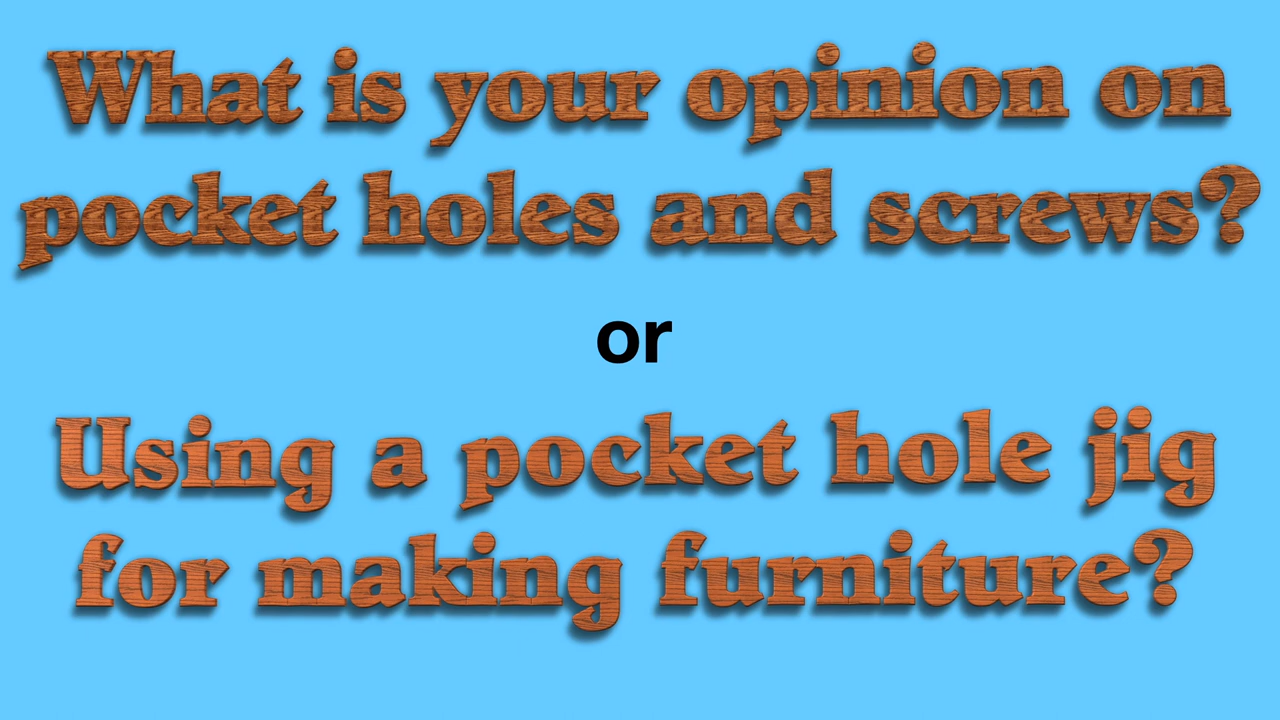 What is your opinion on
pocket holes and screws?
or
Using a pocket hole jig
for making furniture?